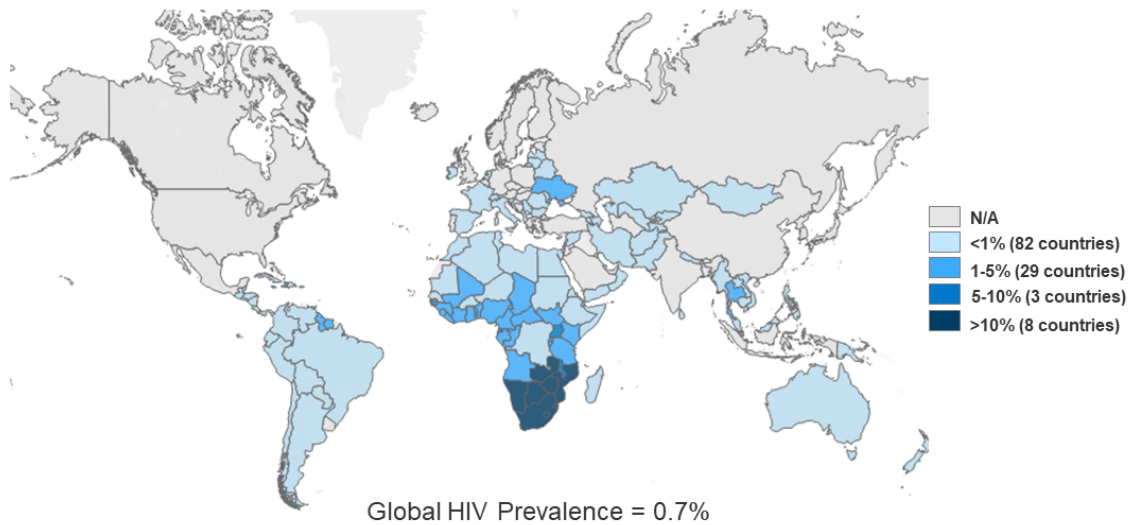 N/A
<1% (82 countries)
1-5% (29 countries)
5-10% (3 countries)
>10% (8 countries)
Global HIV Prevalence = 0.7%